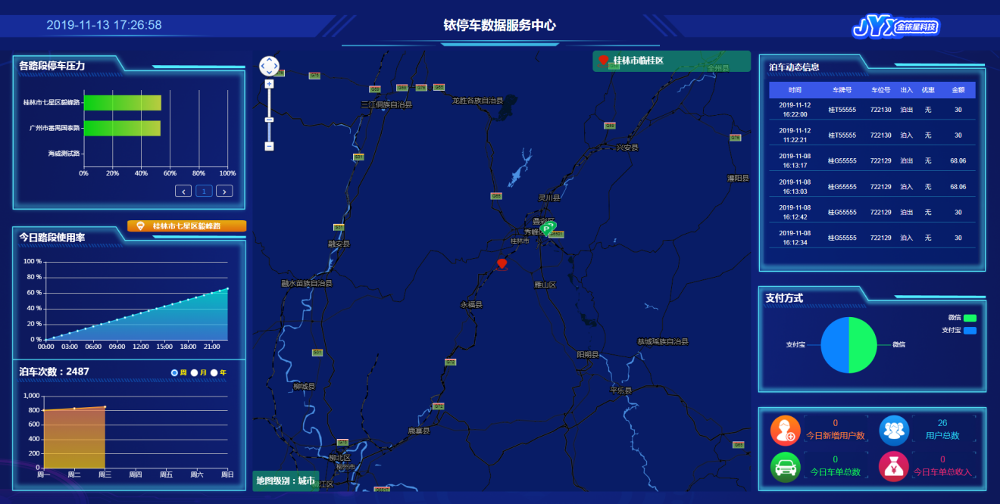 2019-11-13 17:26:58
铱停车数据服务中心
JYX金铱星科技
各路段停车压力
桂林市七星区毅峰路
广州市番禺国泰路
海威测试路
0% 20% 40% 60% 80% 100%
1
桂林市七星区毅峰路
今日路段使用率
100 %
80 %
60 %
40 %
20 %
0 %
00:00 03:00 06:00 09:00 12:00 15:00 18:00 21:00
泊车次数：2487
周 月 年
1,000
800
600
400
200
0
周一 周二 周三 周四 周五 周六 周日
桂林市临桂区
全州县
三江侗族自治县
龙胜各族自治县
兴安县
灌阳县
灵川县
叠彩区
秀峰区
桂林市
融安县
雁山区
融水苗族自治县
永福县
恭城瑶族自治县
阳朔县
柳城县
平乐县
鹿寨县
柳北区
柳州市
地图级别：城市
泊车动态信息
时间 车牌号 车位号 出入 优惠 金额
2019-11-12 16:22:00 桂T55555 722130 泊出 无 30
2019-11-12 11:22:21 桂T55555 722130 泊入 无 30
2019-11-08 16:13:17 桂G55555 722129 泊出 无 68.06
2019-11-08 16:13:03 桂G55555 722129 泊入 无 68.06
2019-11-08 16:12:42 桂G55555 722129 泊出 无 30
2019-11-08 16:12:34 桂G55555 722129 泊入 无 30
支付方式
微信
支付宝
支付宝
微信
0
今日新增用户数
26
用户总数
0
今日车单总数
0
今日车单总收入